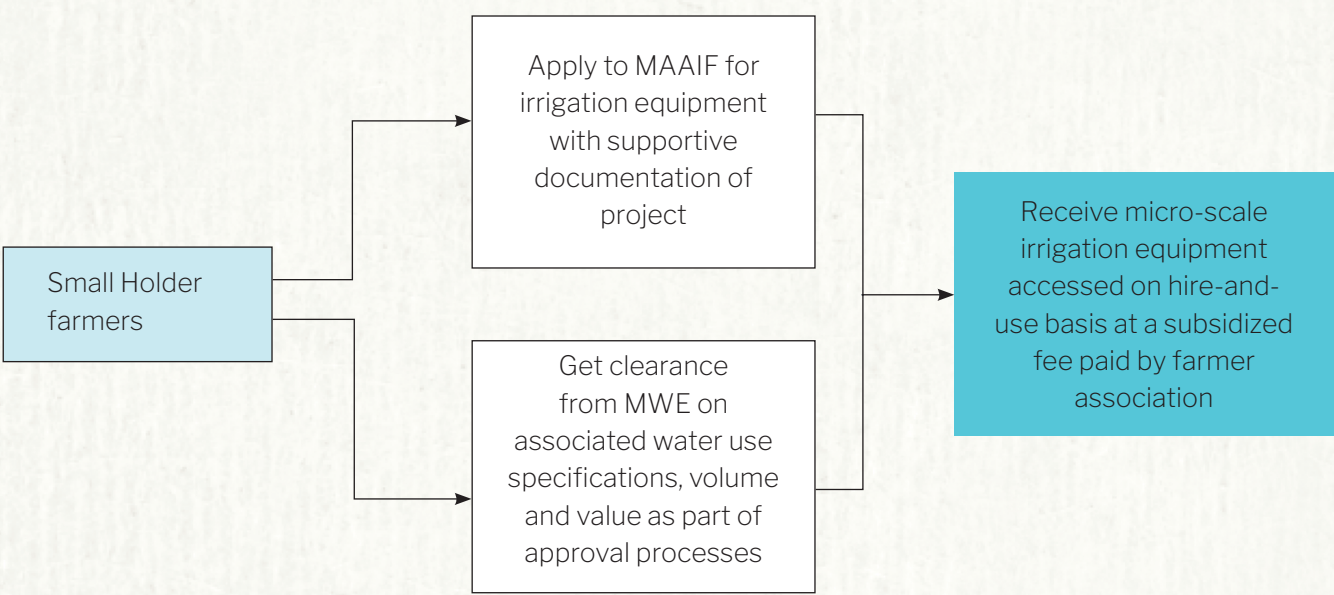 Small Holder
farmers
Apply to MAAIF for
irrigation equipment
with supportive
documentation of
project
Get clearance
from MWE on
associated water use
specifications, volume
and value as part of
approval processes
Receive micro-scale
irrigation equipment
accessed on hire-and-
use basis at a subsidized
fee paid by farmer
association